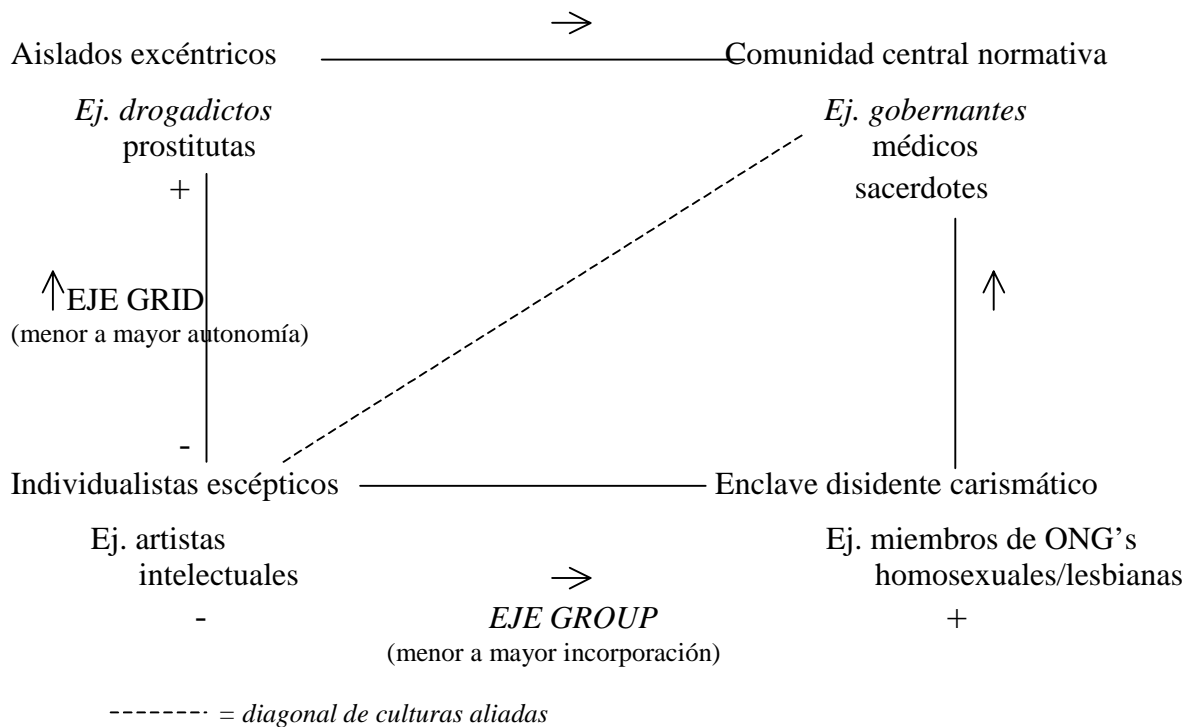 Aislados excéntricos Comunidad central normativa
Ej. drogadictos Ej. gobernantes
prostitutas médicos
+ sacerdotes
EJE GRID
(menor a mayor autonomía)
-
Individualistas escépticos Enclave disidente carismático
Ej. artistas Ej. miembros de ONG’s
intelectuales homosexuales/lesbianas
- EJE GROUP +
(menor a mayor incorporación)
= diagonal de culturas aliadas